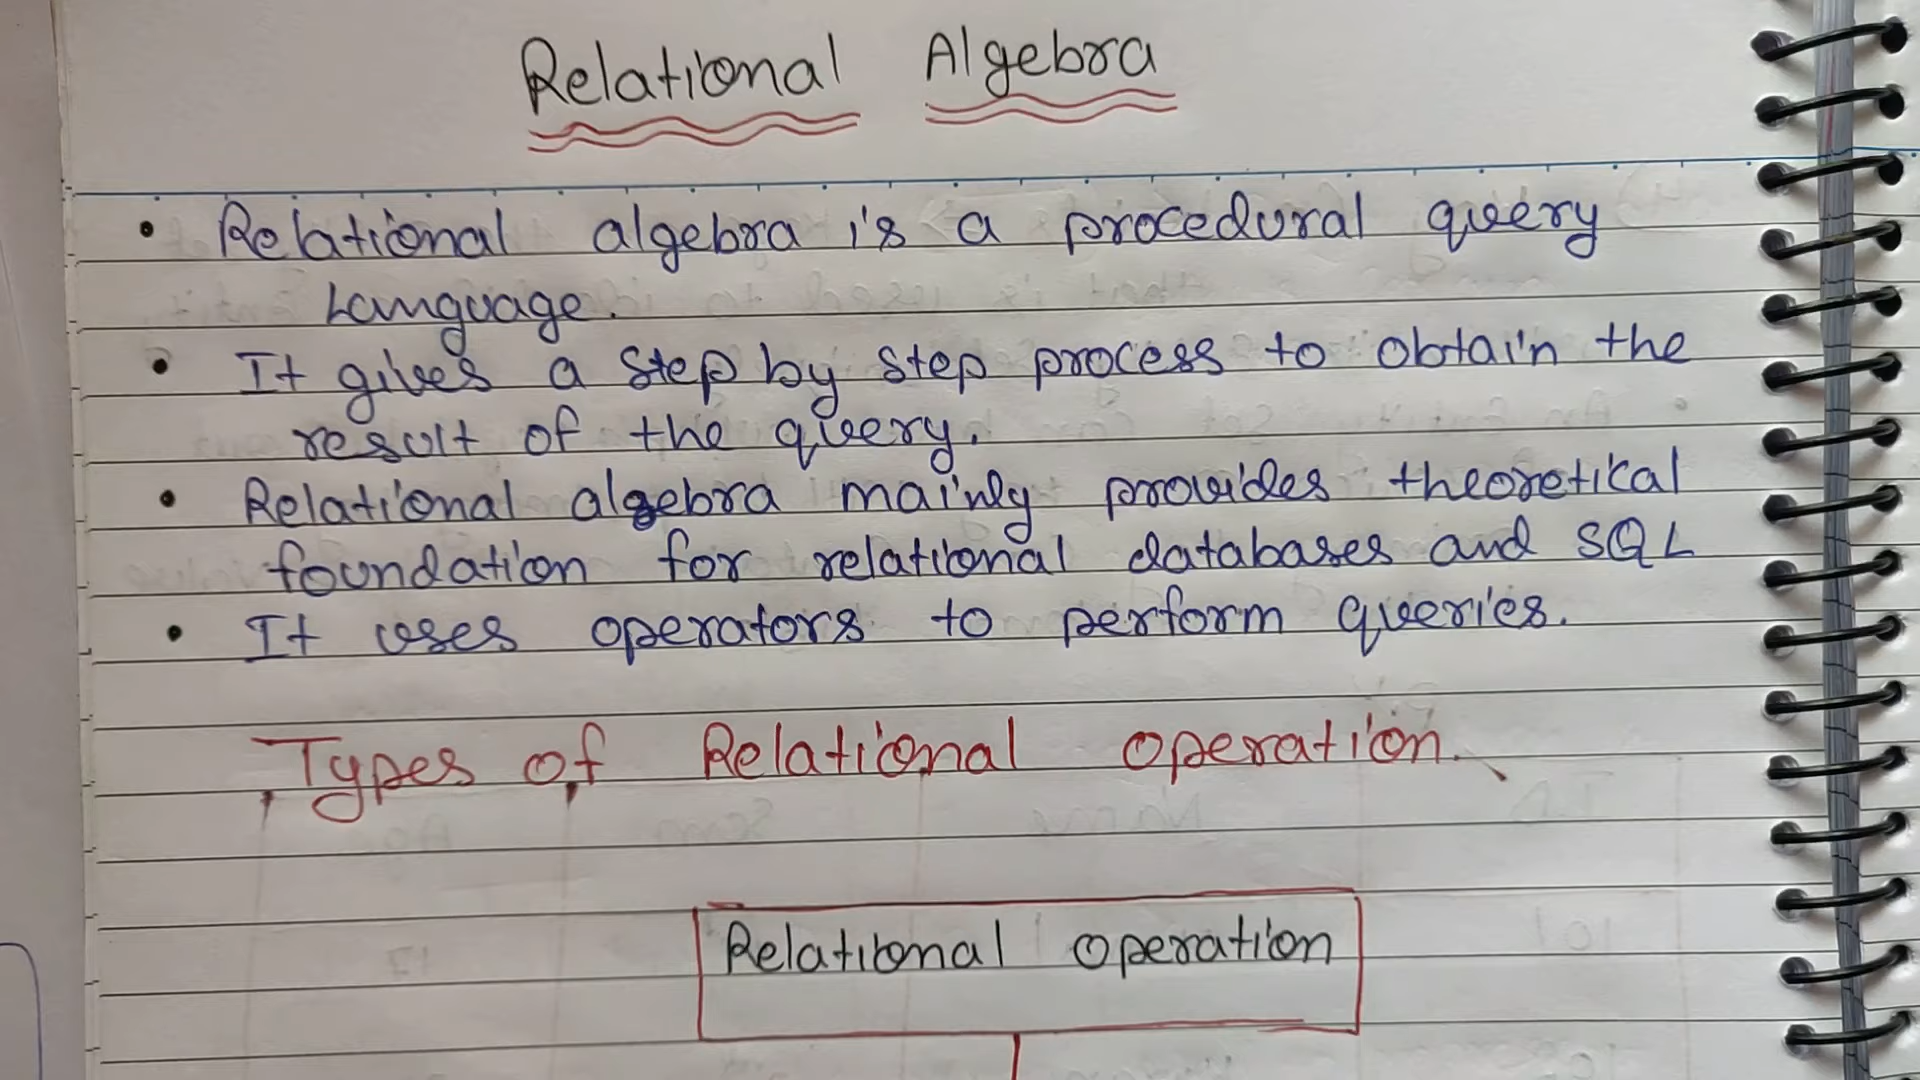 Relational Algebra
• Relational algebra is a procedural query
Language.
• It gives a step by step process to obtain the
result of the query.
• Relational algebra mainly provides theoretical
foundation for relational databases and SQL
• It uses operators to perform queries.
Types of Relational operation.
Relational operation